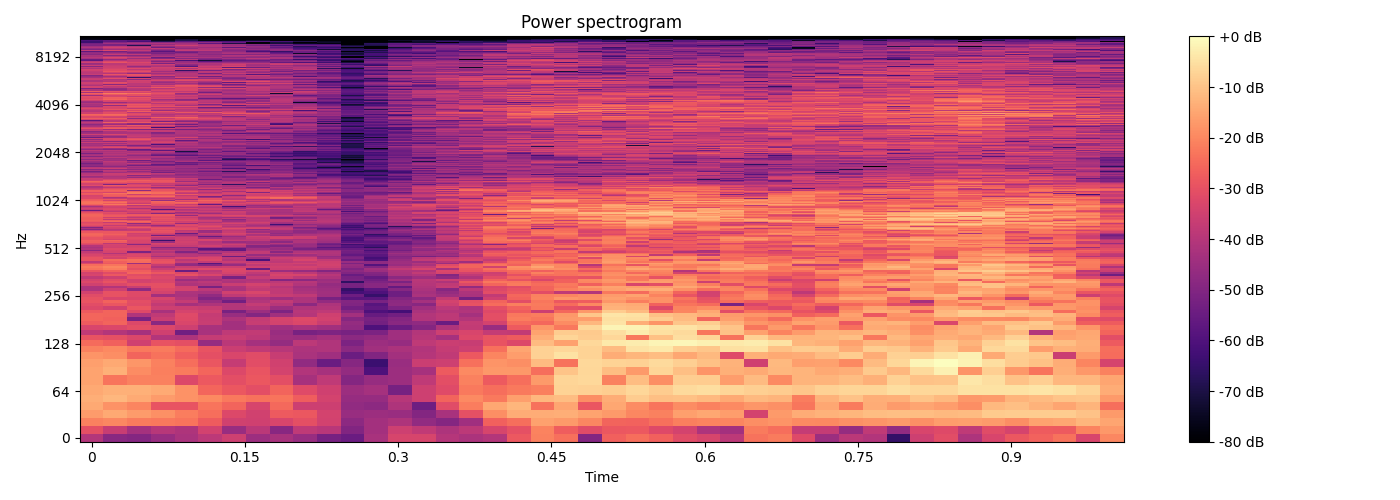 Power spectrogram
Hz
8192
4096
2048
1024
512
256
128
64
0
0 0.15 0.3 0.45 0.6 0.75 0.9
Time
+0 dB
-10 dB
-20 dB
-30 dB
-40 dB
-50 dB
-60 dB
-70 dB
-80 dB